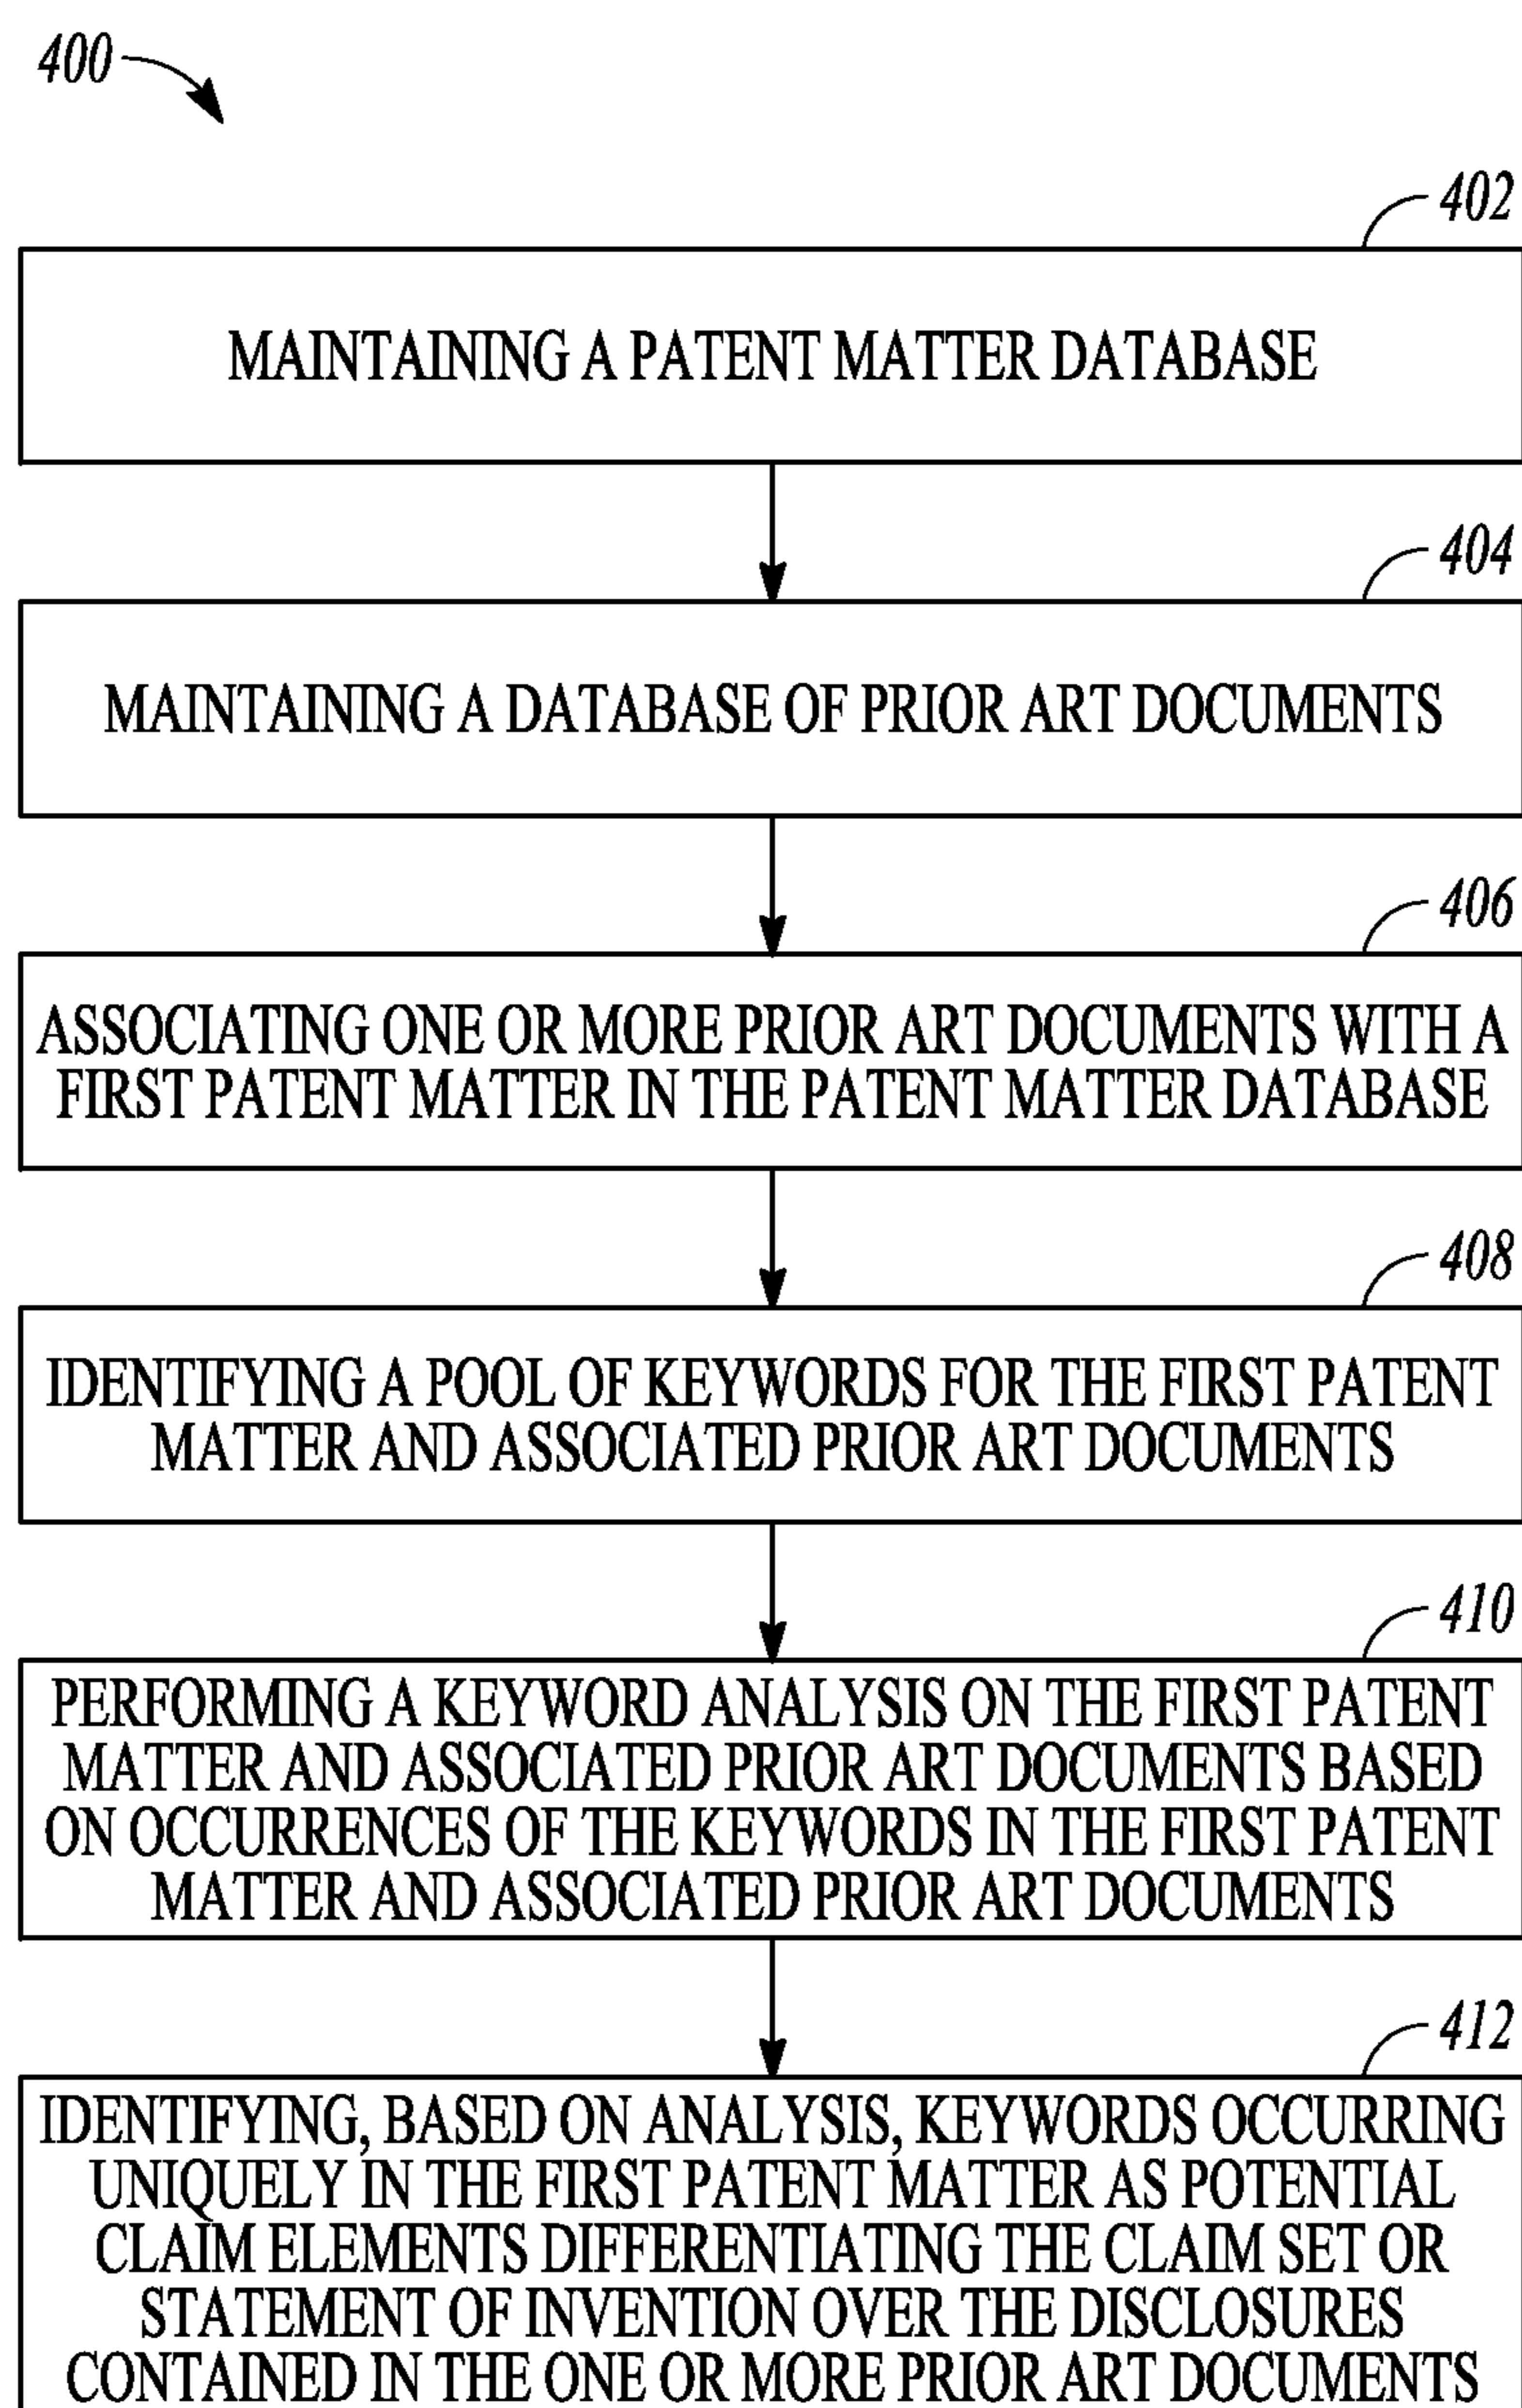 400
402
MAINTAINING A PATENT MATTER DATABASE
404
MAINTAINING A DATABASE OF PRIOR ART DOCUMENTS
406
ASSOCIATING ONE OR MORE PRIOR ART DOCUMENTS WITH A
FIRST PATENT MATTER IN THE PATENT MATTER DATABASE
408
IDENTIFYING A POOL OF KEYWORDS FOR THE FIRST PATENT
MATTER AND ASSOCIATED PRIOR ART DOCUMENTS
410
PERFORMING A KEYWORD ANALYSIS ON THE FIRST PATENT
MATTER AND ASSOCIATED PRIOR ART DOCUMENTS BASED
ON OCCURRENCES OF THE KEYWORDS IN THE FIRST PATENT
MATTER AND ASSOCIATED PRIOR ART DOCUMENTS
412
IDENTIFYING, BASED ON ANALYSIS, KEYWORDS OCCURRING
UNIQUELY IN THE FIRST PATENT MATTER AS POTENTIAL
CLAIM ELEMENTS DIFFERENTIATING THE CLAIM SET OR
STATEMENT OF INVENTION OVER THE DISCLOSURES
CONTAINED IN THE ONE OR MORE PRIOR ART DOCUMENTS